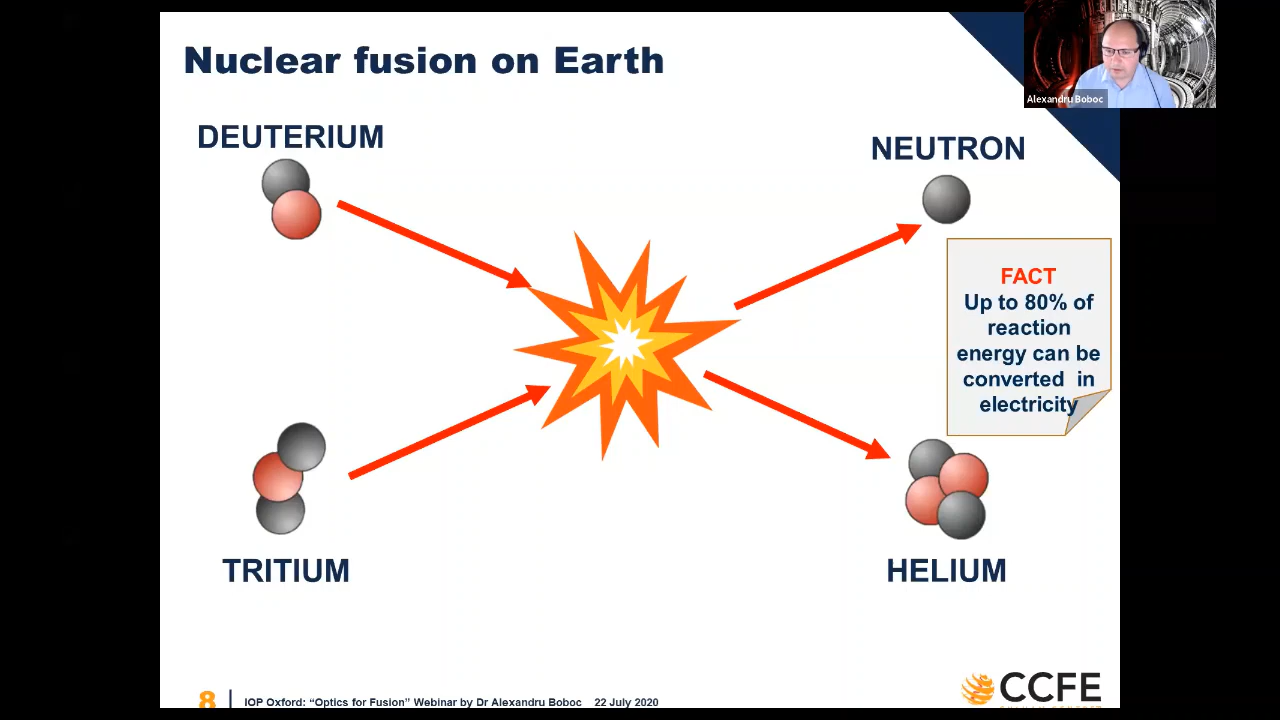 Nuclear fusion on Earth
Alexandru Boboc
DEUTERIUM
NEUTRON
FACT
Up to 80% of
reaction
energy can be
converted in
electricity
TRITIUM
HELIUM
8
IOP Oxford: “Optics for Fusion” Webinar by Dr Alexandru Boboc 22 July 2020
CCFE